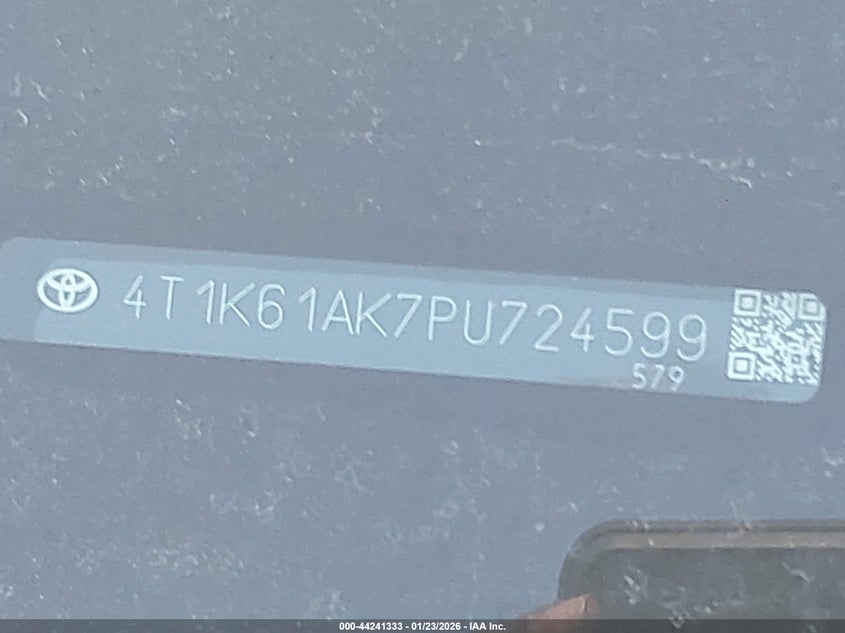 4T1K61AK7PU724599
579
000-44241333 - 01/23/2026 - IAA Inc.